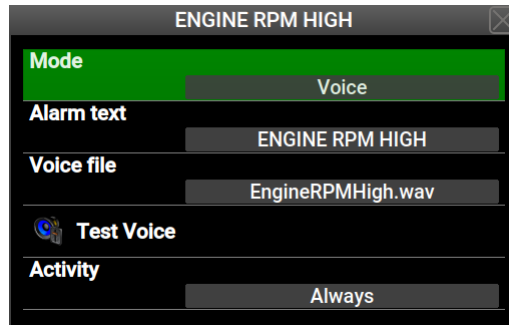 ENGINE RPM HIGH
Mode
Voice
Alarm text
ENGINE RPM HIGH
Voice file
EngineRPMHigh.wav
Test Voice
Activity
Always